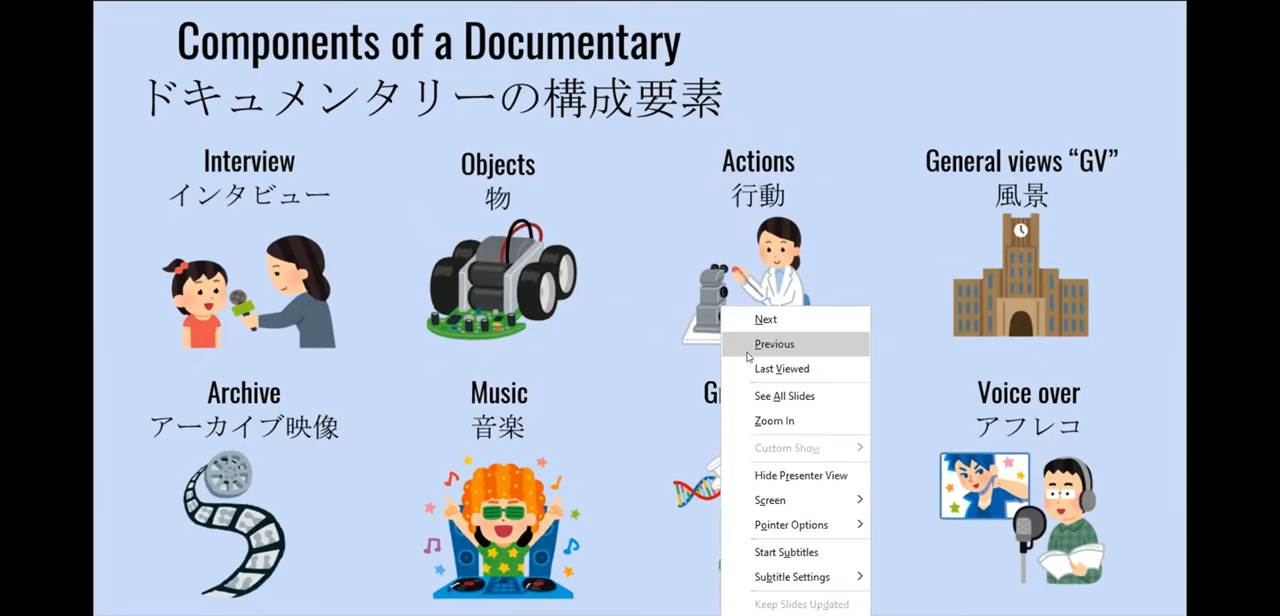 Components of a Documentary
ドキュメンタリーの構成要素
Interview
インタビュー
Objects
物
Actions
行動
General views “GV”
風景
Archive
アーカイブ映像
Music
音楽
Voice over
アフレコ
Next
Previous
Last Viewed
See All Slides
Zoom In
Custom Show
Hide Presenter View
Screen
Pointer Options
Start Subtitles
Subtitle Settings
Keep Slides Updated